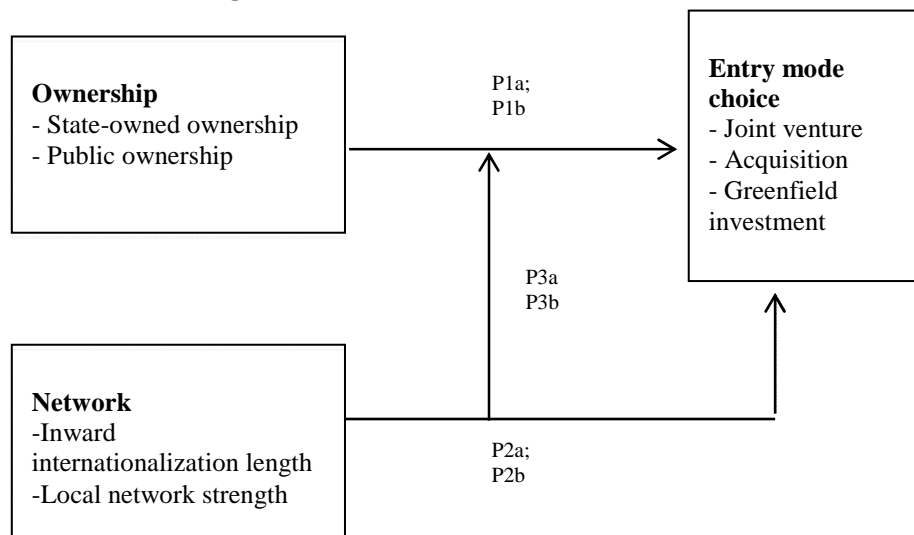 Ownership
- State-owned ownership
- Public ownership
P1a;
P1b
Entry mode
choice
- Joint venture
- Acquisition
- Greenfield
investment
P3a
P3b
Network
-Inward
internationalization length
-Local network strength
P2a;
P2b